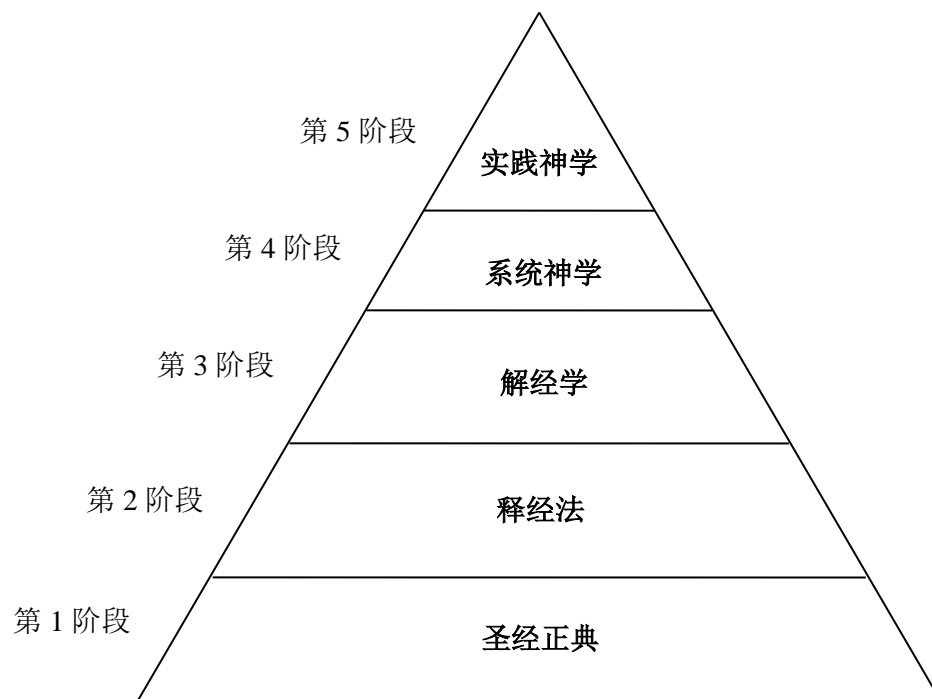 第 5 阶段
实践神学
第 4 阶段
系统神学
第 3 阶段
解经学
第 2 阶段
释经法
第 1 阶段
圣经正典